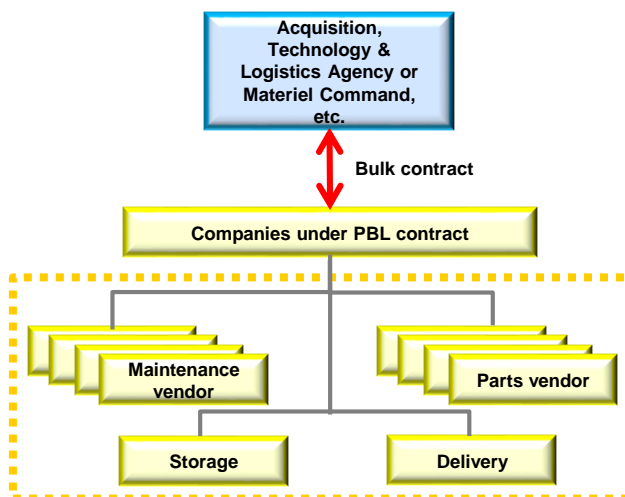 Acquisition,
Technology &
Logistics Agency or
Materiel Command,
etc.
Bulk contract
Companies under PBL contract
Maintenance
vendor
Parts vendor
Storage
Delivery